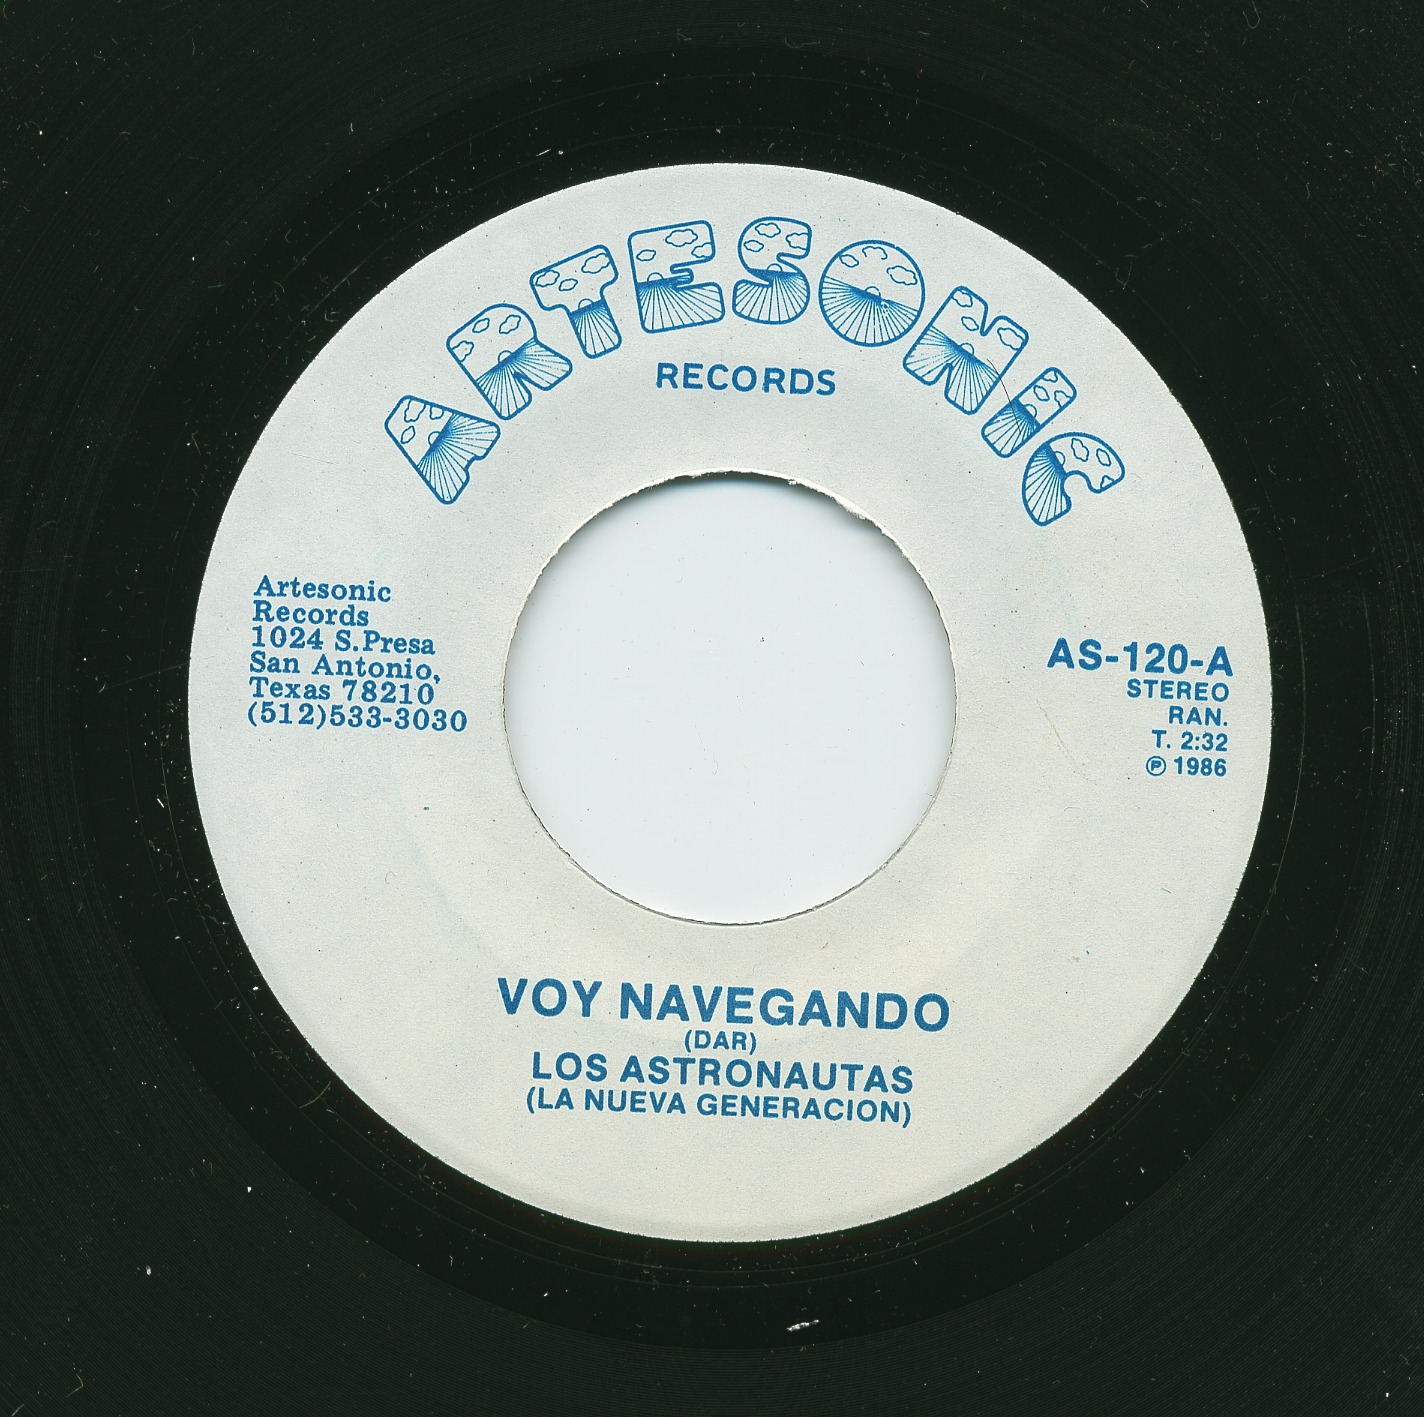 ARTESONIC
RECORDS
Artesonic
Records
1024 S.Presa
San Antonio,
Texas 78210
(512)533-3030
AS-120-A
STEREO
RAN.
T. 2:32
℗ 1986
VOY NAVEGANDO
(DAR)
LOS ASTRONAUTAS
(LA NUEVA GENERACION)